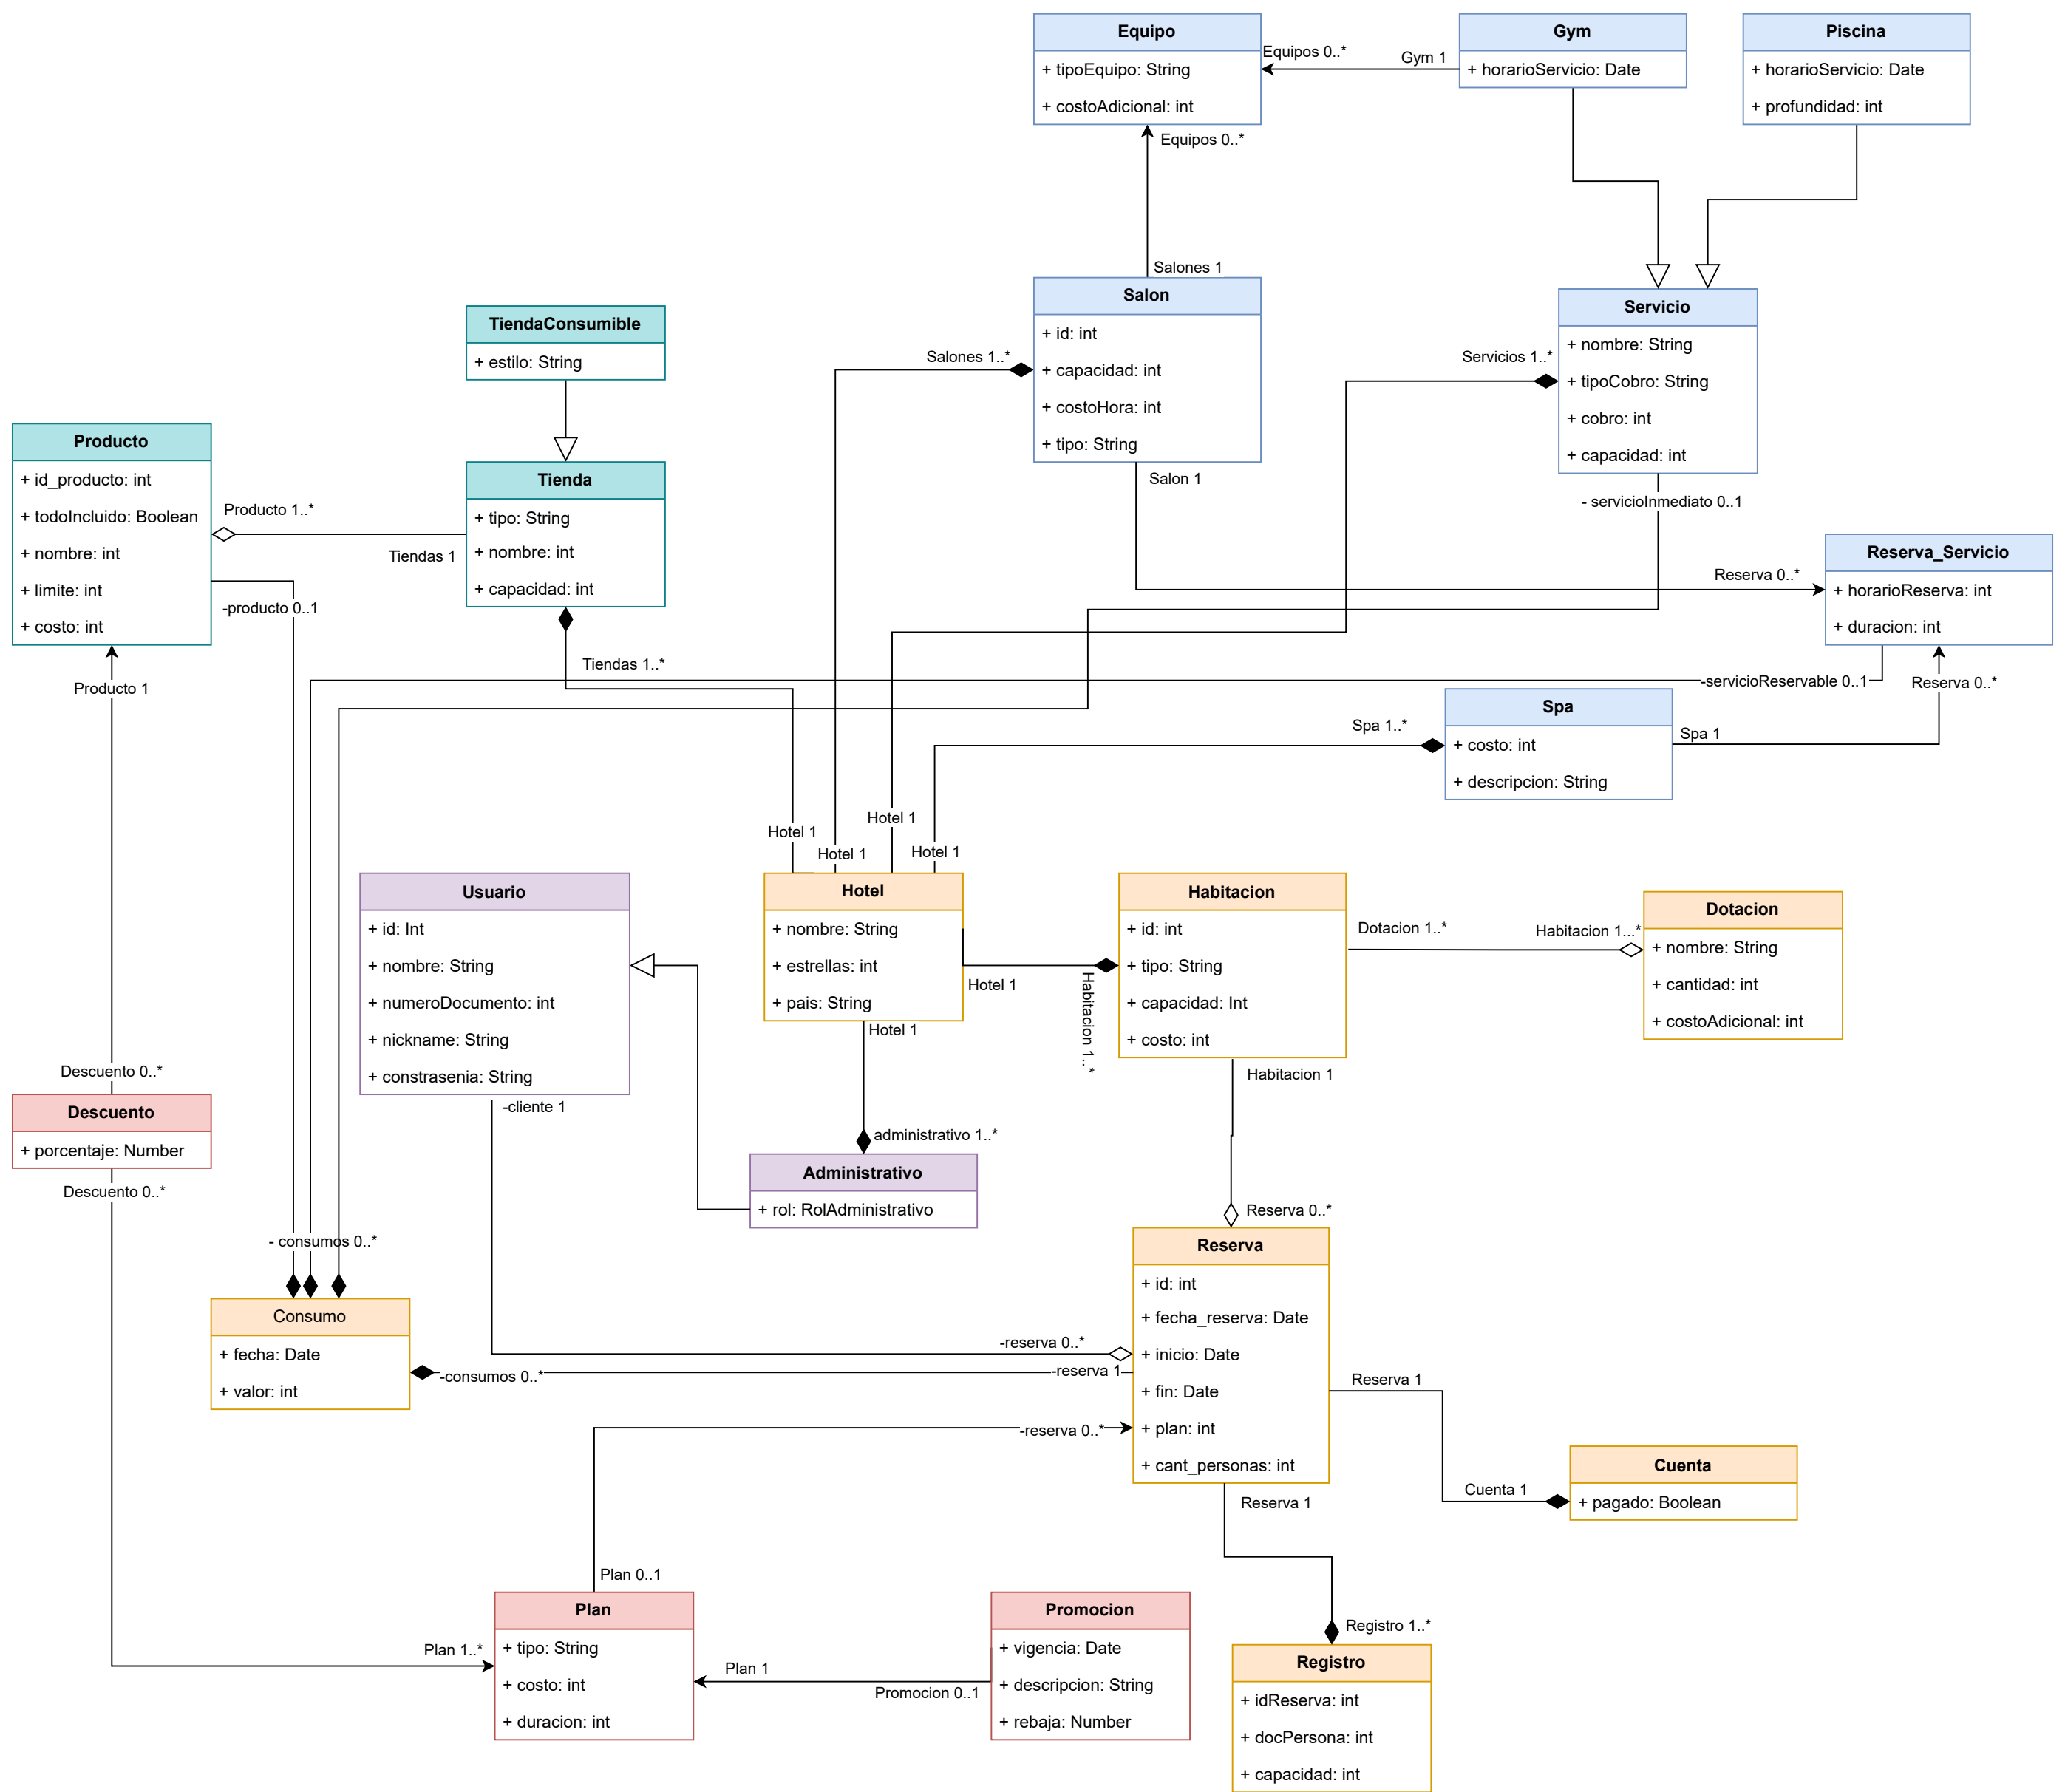 Equipo
+ tipoEquipo: String
+ costoAdicional: int
Equipos 0..*
Gym 1
Gym
+ horarioServicio: Date
Piscina
+ horarioServicio: Date
+ profundidad: int
Equipos 0..*
Salones 1
Salon
+ id: int
+ capacidad: int
+ costoHora: int
+ tipo: String
Salones 1..*
Salon 1
Servicios 1..*
Servicio
+ nombre: String
+ tipoCobro: String
+ cobro: int
+ capacidad: int
- servicioInmediato 0..1
TiendaConsumible
+ estilo: String
Producto
+ id_producto: int
+ todoIncluido: Boolean
+ nombre: int
+ limite: int
+ costo: int
Producto 1..*
Tiendas 1
-producto 0..1
Tienda
+ tipo: String
+ nombre: int
+ capacidad: int
Tiendas 1..*
Reserva 0..*
Reserva_Servicio
+ horarioReserva: int
+ duracion: int
-servicioReservable 0..1
Reserva 0..*
Producto 1
Spa 1..*
Spa
+ costo: int
+ descripcion: String
Spa 1
Hotel 1
Hotel 1
Hotel 1
Hotel 1
Usuario
+ id: Int
+ nombre: String
+ numeroDocumento: int
+ nickname: String
+ constrasenia: String
-cliente 1
Hotel
+ nombre: String
+ estrellas: int
+ pais: String
Hotel 1
Hotel 1
Habitacion 1..*
Habitacion
+ id: int
+ tipo: String
+ capacidad: Int
+ costo: int
Habitacion 1
Dotacion 1..*
Habitacion 1...*
Dotacion
+ nombre: String
+ cantidad: int
+ costoAdicional: int
Descuento 0..*
Descuento
+ porcentaje: Number
Descuento 0..*
administrativo 1..*
Administrativo
+ rol: RolAdministrativo
- consumos 0..*
Consumo
+ fecha: Date
+ valor: int
-consumos 0..*
Reserva 0..*
Reserva
+ id: int
+ fecha_reserva: Date
+ inicio: Date
+ fin: Date
+ plan: int
+ cant_personas: int
-reserva 0..*
-reserva 1
-reserva 0..*
Reserva 1
Reserva 1
Cuenta 1
Cuenta
+ pagado: Boolean
Plan 0..1
Plan 1..*
Plan
+ tipo: String
+ costo: int
+ duracion: int
Plan 1
Promocion 0..1
Promocion
+ vigencia: Date
+ descripcion: String
+ rebaja: Number
Registro 1..*
Registro
+ idReserva: int
+ docPersona: int
+ capacidad: int